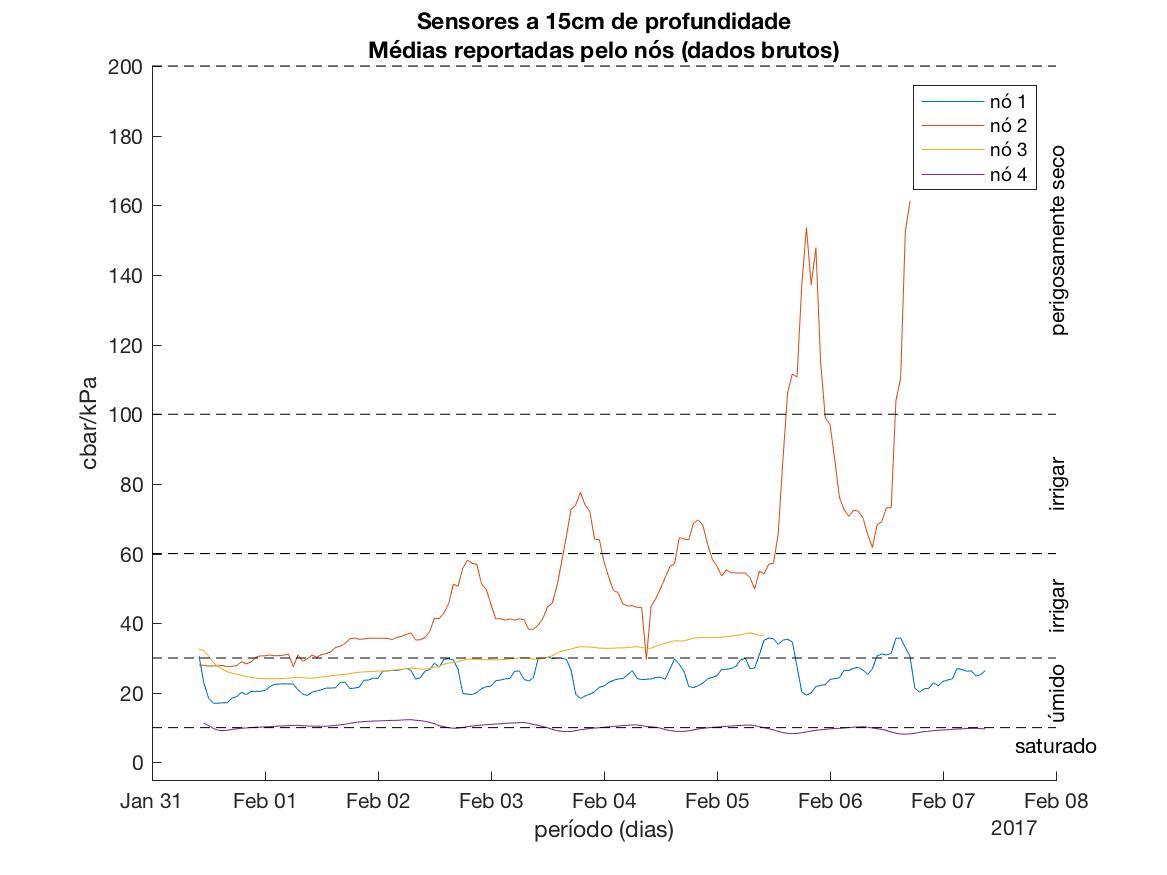 Sensores a 15cm de profundidade
Médias reportadas pelo nós (dados brutos)
200
180
160
140
120
100
80
60
40
20
0
cbar/kPa
nó 1
nó 2
nó 3
nó 4
perigosamente seco
irrigar
irrigar
úmido
saturado
Jan 31
Feb 01
Feb 02
Feb 03
Feb 04
Feb 05
Feb 06
Feb 07
Feb 08
período (dias)
2017